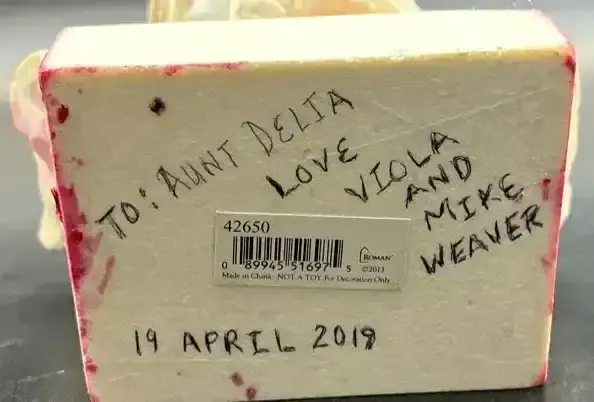 TO: AUNT DELIA
LOVE
VIOLA
AND
MIKE
WEAVER
42650
0 89945 51697 5
ROMAN
©2013
Made in China. NOT A TOY. For Decoration Only
19 APRIL 2019